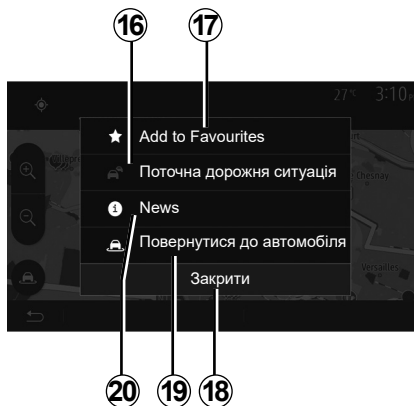 16 17
27 °C 3:10
Add to Favourites
Поточна дорожня ситуація
Chesnay
News
Повернутися до автомобіля
Versailles
Закрити
20 19 18